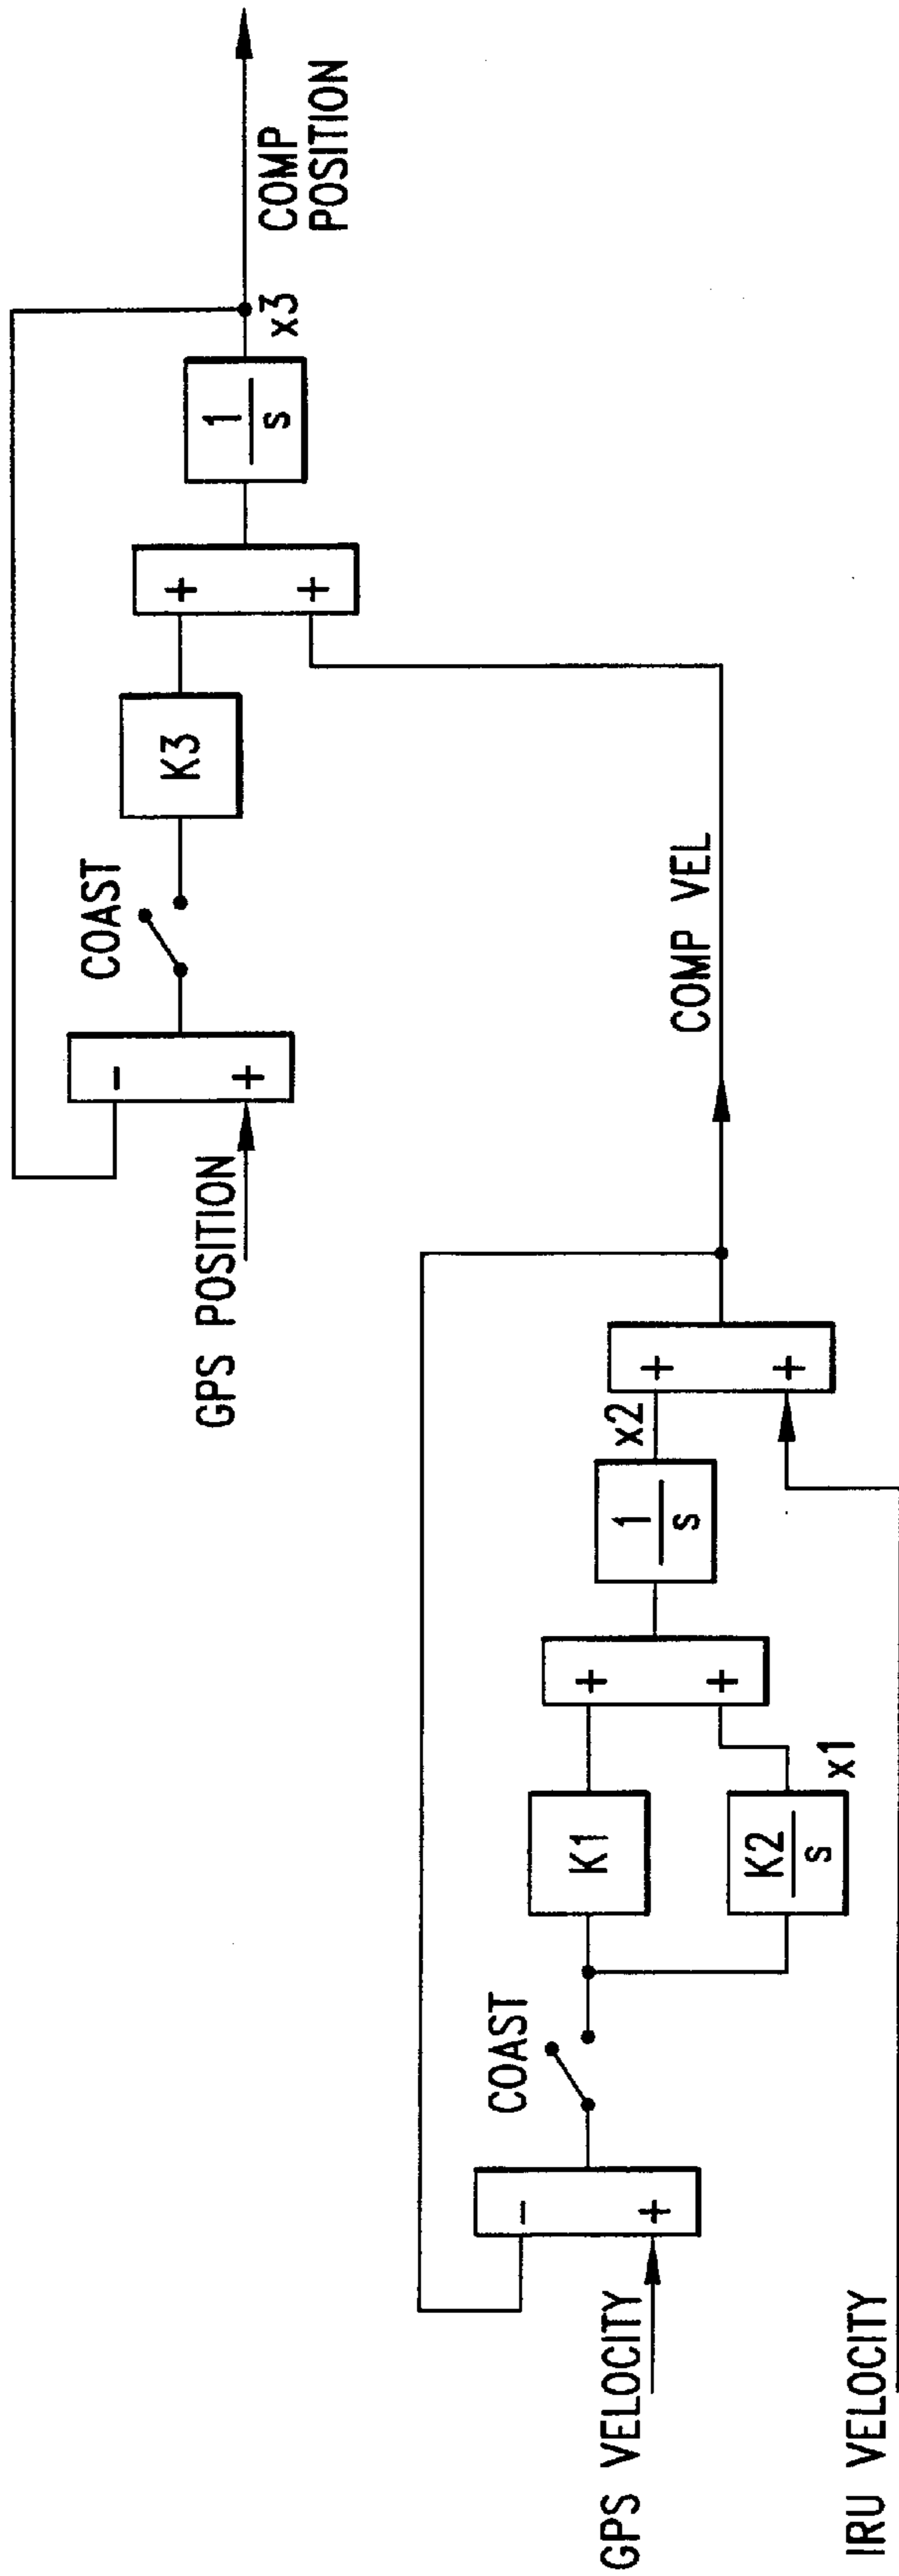 COAST
-
+
GPS POSITION
K3
+
+
1
s
x3
COMP
POSITION
COMP VEL
COAST
-
+
GPS VELOCITY
K1
K2
s
x1
+
+
1
s
x2
+
+
IRU VELOCITY